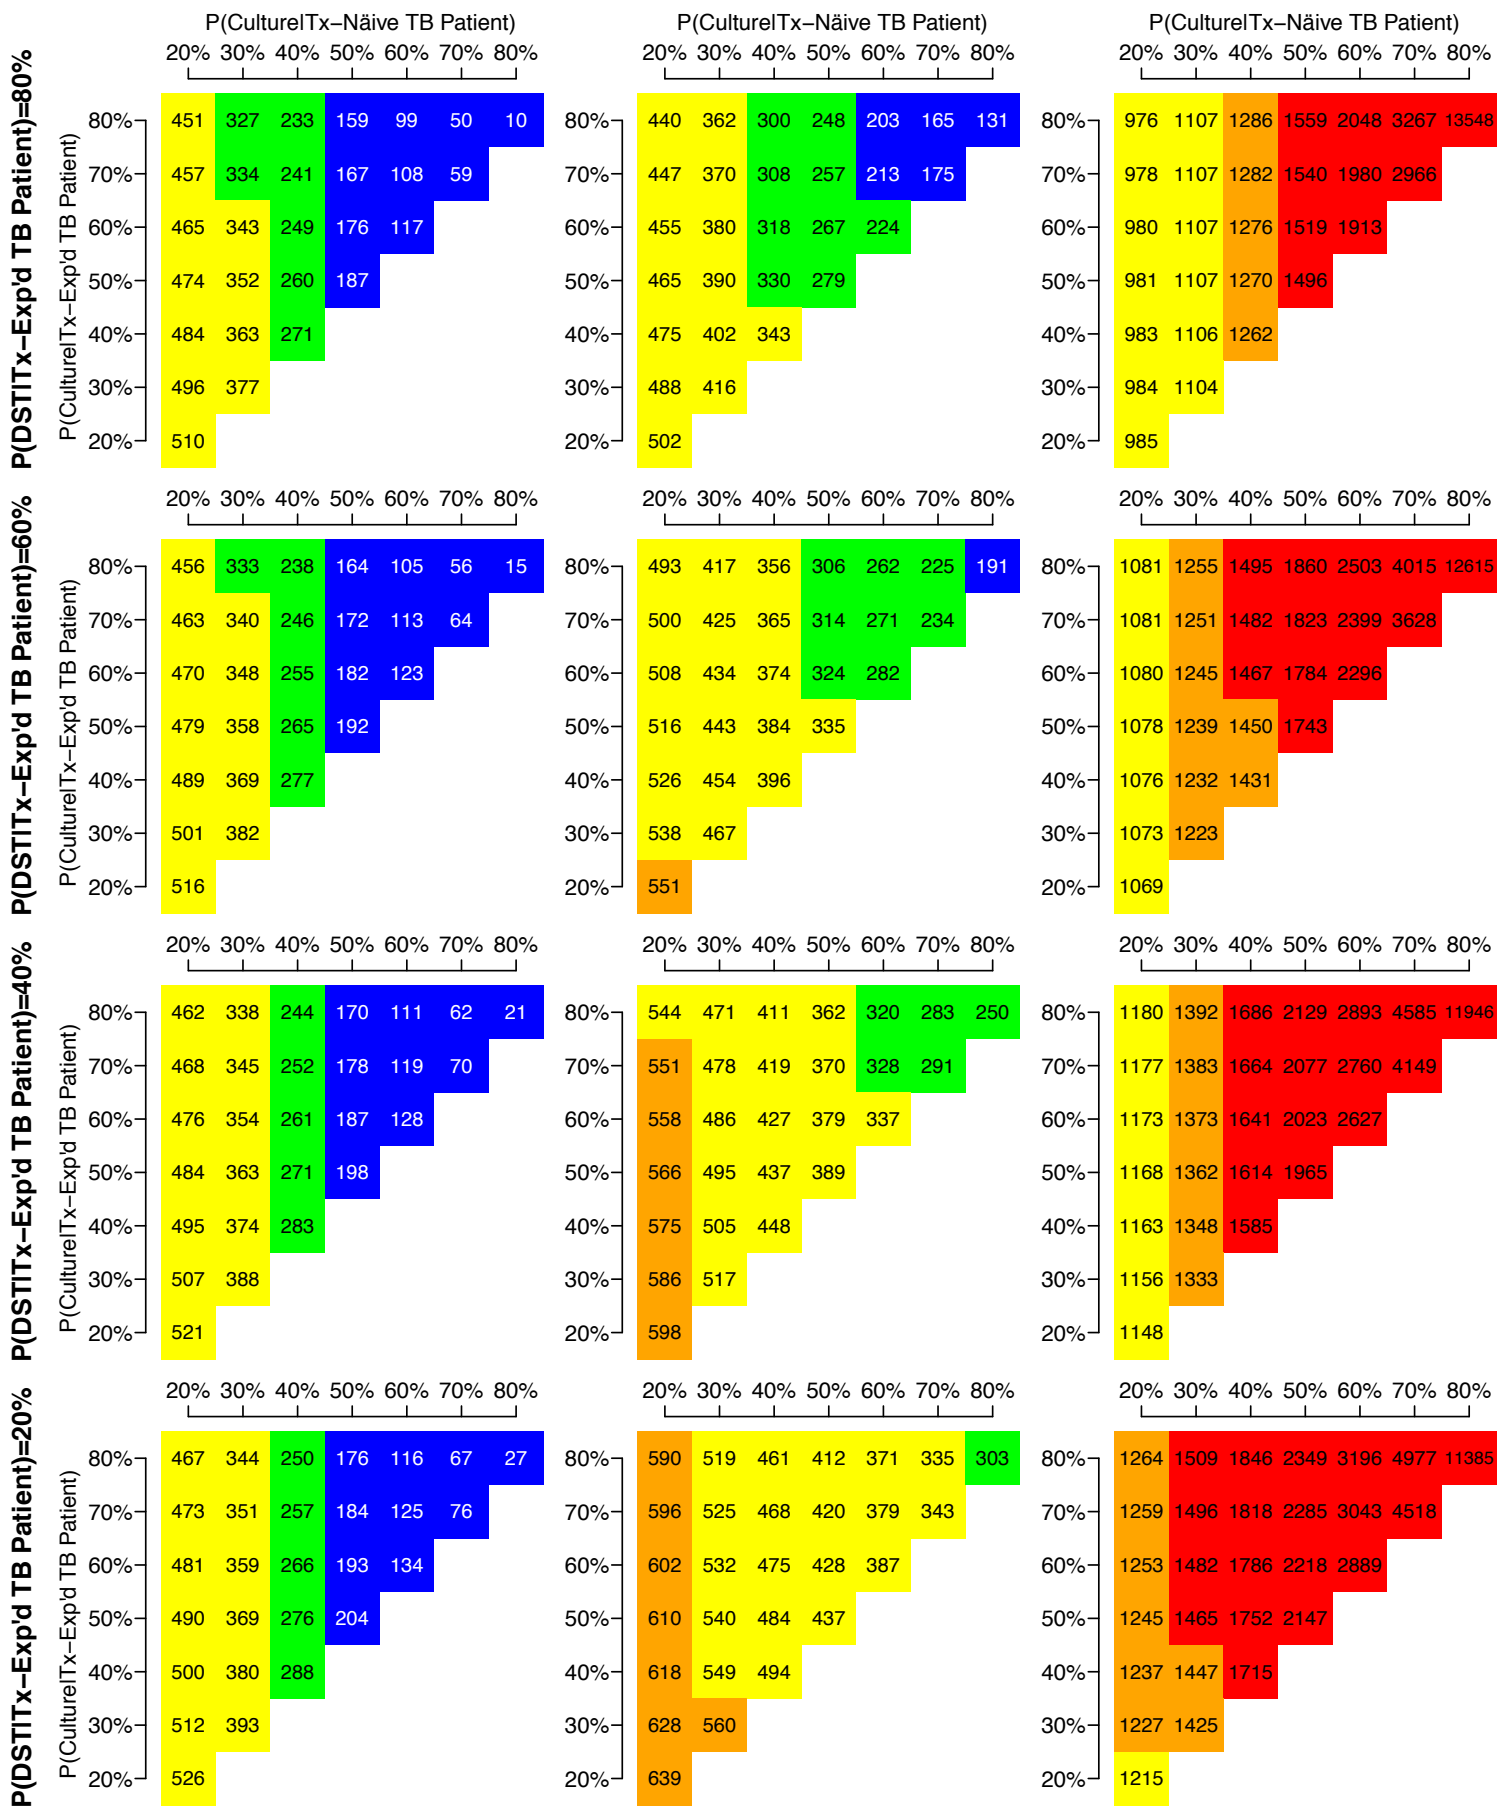 P(Culture|Tx−Näive TB Patient) P(Culture|Tx−Näive TB Patient) P(Culture|Tx−Näive TB Patient)
P(DST|Tx−Exp'd TB Patient)=80%
P(Culture|Tx−Exp'd TB Patient)
20% 30% 40% 50% 60% 70% 80% 20% 30% 40% 50% 60% 70% 80% 20% 30% 40% 50% 60% 70% 80%
80% 451 327 233 159 99 50 10 80% 440 362 300 248 203 165 131 80% 976 1107 1286 1559 2048 3267 13548
70% 457 334 241 167 108 59 70% 447 370 308 257 213 175 70% 978 1107 1282 1540 1980 2966
60% 465 343 249 176 117 60% 455 380 318 267 224 60% 980 1107 1276 1519 1913
50% 474 352 260 187 50% 465 390 330 279 50% 981 1107 1270 1496
40% 484 363 271 40% 475 402 343 40% 983 1106 1262
30% 496 377 30% 488 416 30% 984 1104
20% 510 20% 502 20% 985
P(DST|Tx−Exp'd TB Patient)=60%
P(Culture|Tx−Exp'd TB Patient)
20% 30% 40% 50% 60% 70% 80% 20% 30% 40% 50% 60% 70% 80% 20% 30% 40% 50% 60% 70% 80%
80% 456 333 238 164 105 56 15 80% 493 417 356 306 262 225 191 80% 1081 1255 1495 1860 2503 4015 12615
70% 463 340 246 172 113 64 70% 500 425 365 314 271 234 70% 1081 1251 1482 1823 2399 3628
60% 470 348 255 182 123 60% 508 434 374 324 282 60% 1080 1245 1467 1784 2296
50% 479 358 265 192 50% 516 443 384 335 50% 1078 1239 1450 1743
40% 489 369 277 40% 526 454 396 40% 1076 1232 1431
30% 501 382 30% 538 467 30% 1073 1223
20% 516 20% 551 20% 1069
P(DST|Tx−Exp'd TB Patient)=40%
P(Culture|Tx−Exp'd TB Patient)
20% 30% 40% 50% 60% 70% 80% 20% 30% 40% 50% 60% 70% 80% 20% 30% 40% 50% 60% 70% 80%
80% 462 338 244 170 111 62 21 80% 544 471 411 362 320 283 250 80% 1180 1392 1686 2129 2893 4585 11946
70% 468 345 252 178 119 70 70% 551 478 419 370 328 291 70% 1177 1383 1664 2077 2760 4149
60% 476 354 261 187 128 60% 558 486 427 379 337 60% 1173 1373 1641 2023 2627
50% 484 363 271 198 50% 566 495 437 389 50% 1168 1362 1614 1965
40% 495 374 283 40% 575 505 448 40% 1163 1348 1585
30% 507 388 30% 586 517 30% 1156 1333
20% 521 20% 598 20% 1148
P(DST|Tx−Exp'd TB Patient)=20%
P(Culture|Tx−Exp'd TB Patient)
20% 30% 40% 50% 60% 70% 80% 20% 30% 40% 50% 60% 70% 80% 20% 30% 40% 50% 60% 70% 80%
80% 467 344 250 176 116 67 27 80% 590 519 461 412 371 335 303 80% 1264 1509 1846 2349 3196 4977 11385
70% 473 351 257 184 125 76 70% 596 525 468 420 379 343 70% 1259 1496 1818 2285 3043 4518
60% 481 359 266 193 134 60% 602 532 475 428 387 60% 1253 1482 1786 2218 2889
50% 490 369 276 204 50% 610 540 484 437 50% 1245 1465 1752 2147
40% 500 380 288 40% 618 549 494 40% 1237 1447 1715
30% 512 393 30% 628 560 30% 1227 1425
20% 526 20% 639 20% 1215